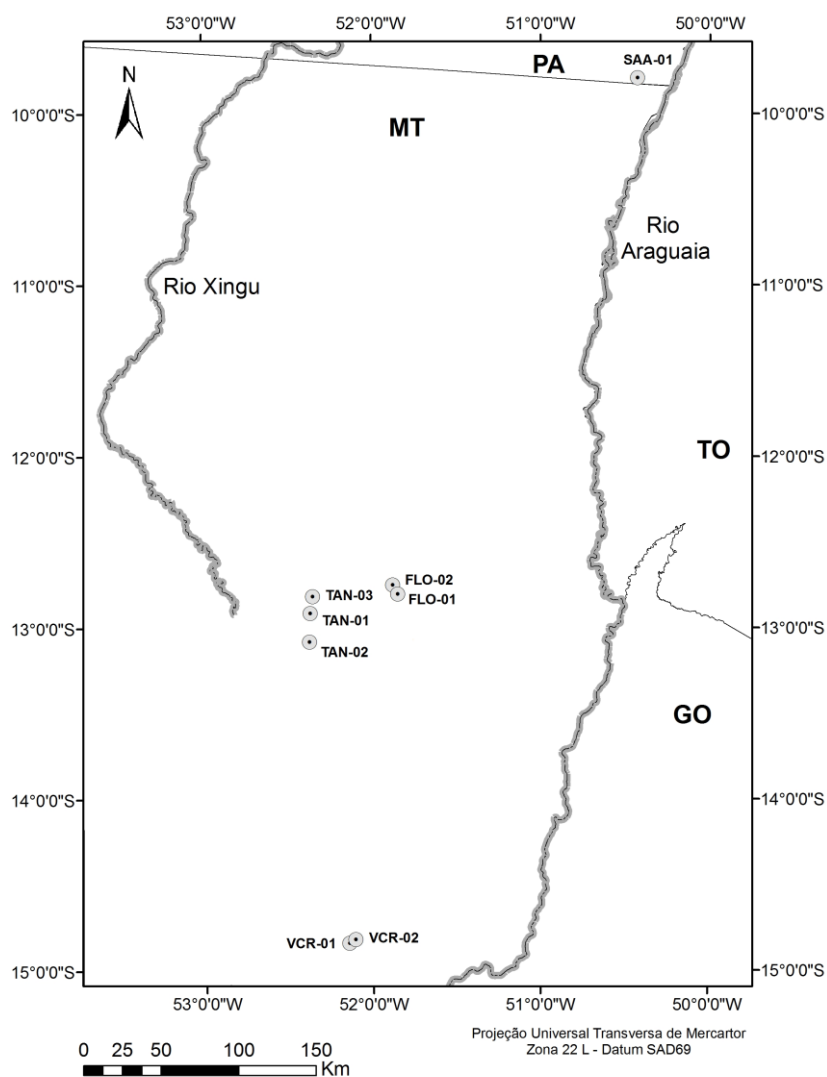 53°0'0"W 52°0'0"W 51°0'0"W 50°0'0"W
N
PA
SAA-01
10°0'0"S
MT
10°0'0"S
Rio
Araguaia
Rio Xingu
11°0'0"S
11°0'0"S
12°0'0"S
TO
12°0'0"S
FLO-02
TAN-03
FLO-01
TAN-01
13°0'0"S
13°0'0"S
TAN-02
GO
14°0'0"S
14°0'0"S
VCR-02
VCR-01
15°0'0"S
15°0'0"S
53°0'0"W 52°0'0"W 51°0'0"W 50°0'0"W
Projeção Universal Transversa de Mercartor
Zona 22 L - Datum SAD69
0 25 50 100 150
Km